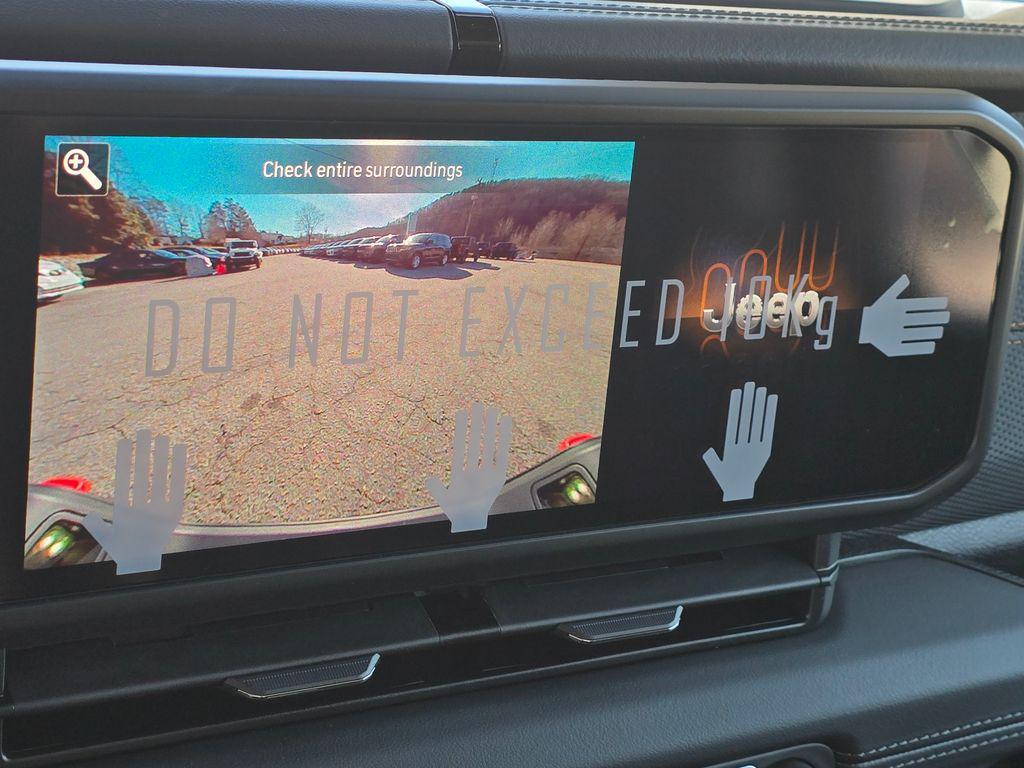 Check entire surroundings
DO NOT EXCEED 10Kg
Jeep